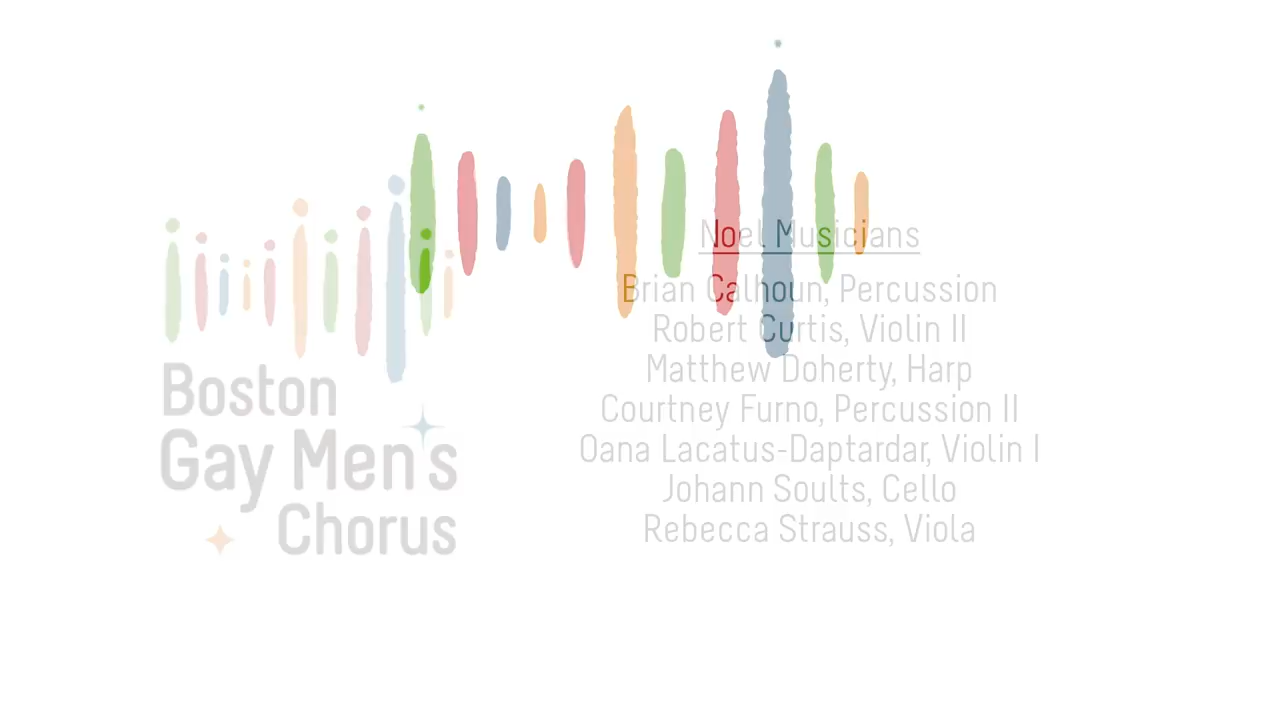 Boston
Gay Men's
Chorus
Noel Musicians
Brian Calhoun, Percussion
Robert Curtis, Violin II
Matthew Doherty, Harp
Courtney Furno, Percussion II
Oana Lacatus-Daptardar, Violin I
Johann Soults, Cello
Rebecca Strauss, Viola